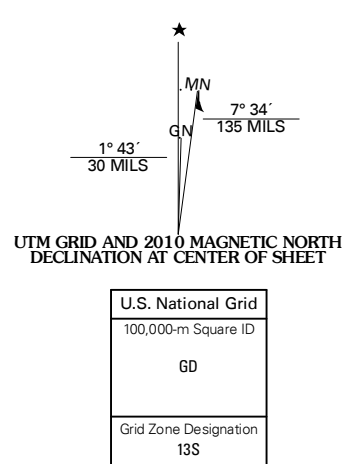 MN
7° 34´
135 MILS
GN
1° 43´
30 MILS
UTM GRID AND 2010 MAGNETIC NORTH
DECLINATION AT CENTER OF SHEET
U.S. National Grid
100,000-m Square ID
GD
Grid Zone Designation
13S